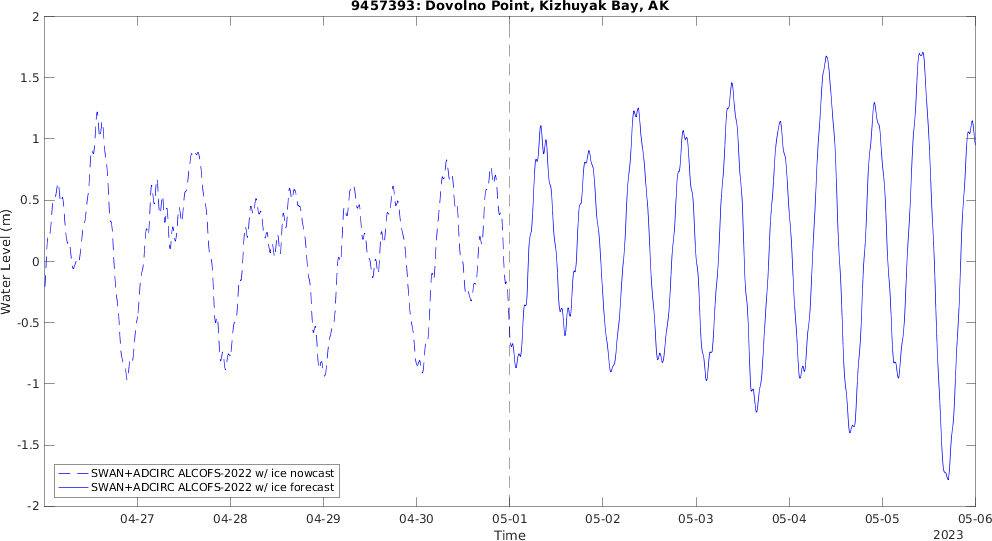 9457393: Dovolno Point, Kizhuyak Bay, AK
2
1.5
1
0.5
0
-0.5
-1
-1.5
-2
Water Level (m)
SWAN+ADCIRC ALCOFS-2022 w/ ice nowcast
SWAN+ADCIRC ALCOFS-2022 w/ ice forecast
04-27 04-28 04-29 04-30 05-01 05-02 05-03 05-04 05-05 05-06
Time
2023